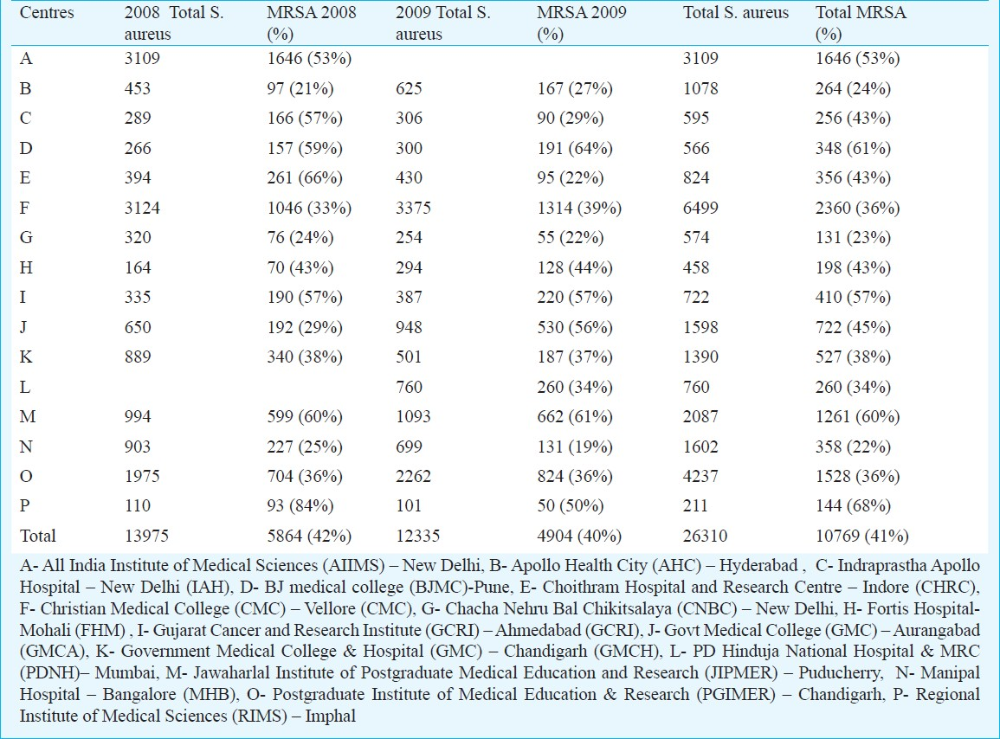 Centres 2008 Total S. aureus MRSA 2008 (%) 2009 Total S. aureus MRSA 2009 (%) Total S. aureus Total MRSA (%)
A 3109 1646 (53%) 3109 1646 (53%)
B 453 97 (21%) 625 167 (27%) 1078 264 (24%)
C 289 166 (57%) 306 90 (29%) 595 256 (43%)
D 266 157 (59%) 300 191 (64%) 566 348 (61%)
E 394 261 (66%) 430 95 (22%) 824 356 (43%)
F 3124 1046 (33%) 3375 1314 (39%) 6499 2360 (36%)
G 320 76 (24%) 254 55 (22%) 574 131 (23%)
H 164 70 (43%) 294 128 (44%) 458 198 (43%)
I 335 190 (57%) 387 220 (57%) 722 410 (57%)
J 650 192 (29%) 948 530 (56%) 1598 722 (45%)
K 889 340 (38%) 501 187 (37%) 1390 527 (38%)
L 760 260 (34%) 760 260 (34%)
M 994 599 (60%) 1093 662 (61%) 2087 1261 (60%)
N 903 227 (25%) 699 131 (19%) 1602 358 (22%)
O 1975 704 (36%) 2262 824 (36%) 4237 1528 (36%)
P 110 93 (84%) 101 50 (50%) 211 144 (68%)
Total 13975 5864 (42%) 12335 4904 (40%) 26310 10769 (41%)
A- All India Institute of Medical Sciences (AIIMS) – New Delhi, B- Apollo Health City (AHC) – Hyderabad , C- Indraprastha Apollo
Hospital – New Delhi (IAH), D- BJ medical college (BJMC)-Pune, E- Choithram Hospital and Research Centre – Indore (CHRC),
F- Christian Medical College (CMC) – Vellore (CMC), G- Chacha Nehru Bal Chikitsalaya (CNBC) – New Delhi, H- Fortis Hospital-
Mohali (FHM) , I- Gujarat Cancer and Research Institute (GCRI) – Ahmedabad (GCRI), J- Govt Medical College (GMC) – Aurangabad
(GMCA), K- Government Medical College & Hospital (GMC) – Chandigarh (GMCH), L- PD Hinduja National Hospital & MRC
(PDNH)– Mumbai, M- Jawaharlal Institute of Postgraduate Medical Education and Research (JIPMER) – Puducherry, N- Manipal
Hospital – Bangalore (MHB), O- Postgraduate Institute of Medical Education & Research (PGIMER) – Chandigarh, P- Regional
Institute of Medical Sciences (RIMS) – Imphal